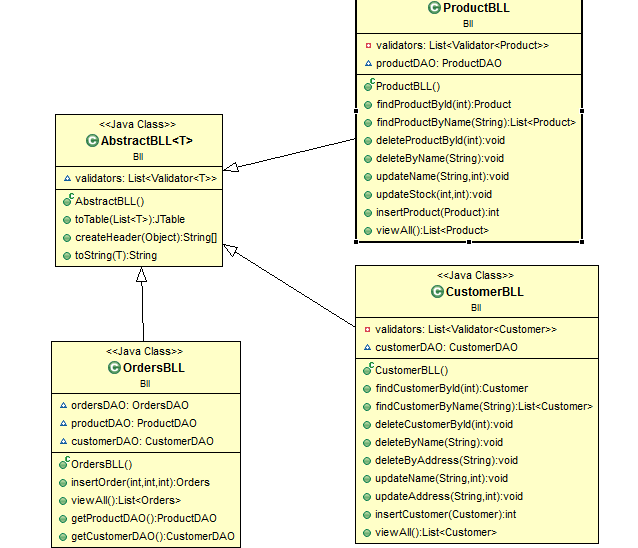 ProductBLL
Bll
validators: List<Validator<Product>>
productDAO: ProductDAO
ProductBLL()
findProductById(int):Product
findProductByName(String):List<Product>
deleteProductById(int):void
deleteByName(String):void
updateName(String,int):void
updateStock(int,int):void
insertProduct(Product):int
viewAll():List<Product>
<<Java Class>>
AbstractBLL<T>
Bll
validators: List<Validator<T>>
AbstractBLL()
toTable(List<T>):JTable
createHeader(Object):String[]
toString(T):String
<<Java Class>>
CustomerBLL
Bll
validators: List<Validator<Customer>>
customerDAO: CustomerDAO
CustomerBLL()
findCustomerById(int):Customer
findCustomerByName(String):List<Customer>
deleteCustomerById(int):void
deleteByName(String):void
deleteByAddress(String):void
updateName(String,int):void
updateAddress(String,int):void
insertCustomer(Customer):int
viewAll():List<Customer>
<<Java Class>>
OrdersBLL
Bll
ordersDAO: OrdersDAO
productDAO: ProductDAO
customerDAO: CustomerDAO
OrdersBLL()
insertOrder(int,int,int):Orders
viewAll():List<Orders>
getProductDAO():ProductDAO
getCustomerDAO():CustomerDAO